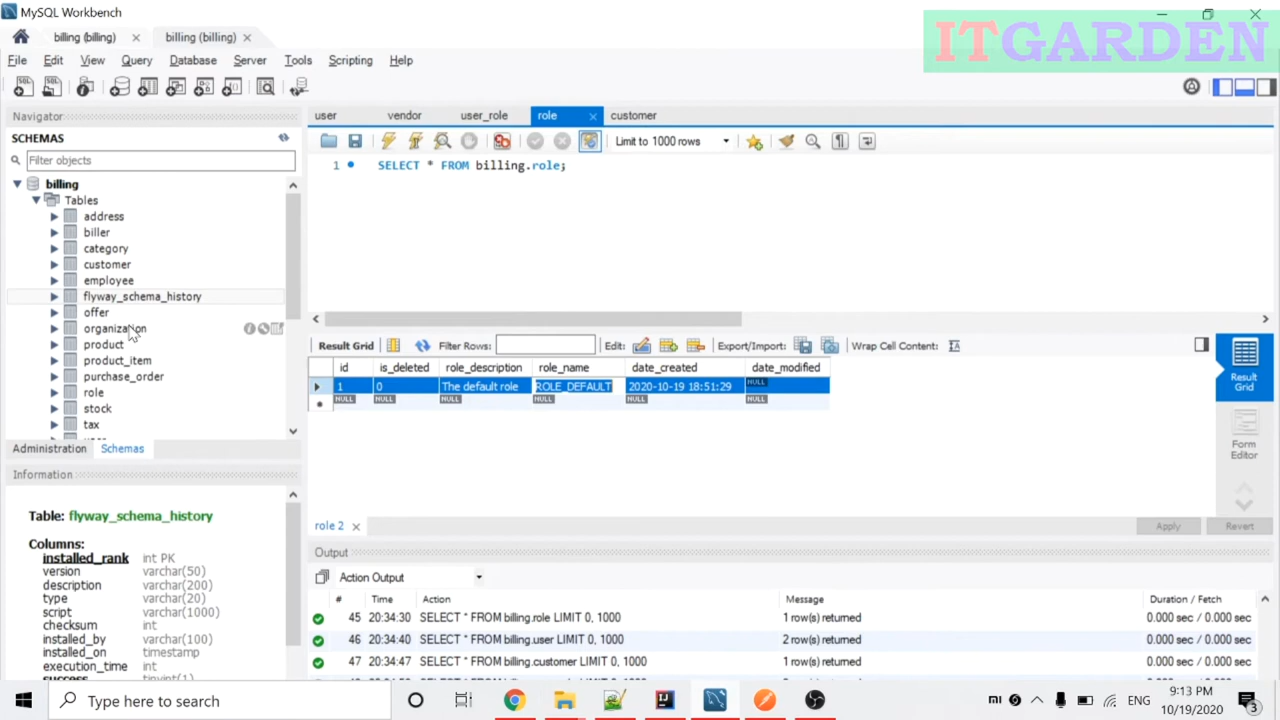 MySQL Workbench
ITGARDEN
billing (billing)
billing (billing)
File Edit View Query Database Server Tools Scripting Help
Navigator
SCHEMAS
Filter objects
billing
Tables
address
biller
category
customer
employee
flyway_schema_history
offer
organization
product
product_item
purchase_order
role
stock
tax
Administration Schemas
Information
Table: flyway_schema_history
Columns:
installed_rank int PK
version varchar(50)
description varchar(200)
type varchar(20)
script varchar(1000)
checksum int
installed_by varchar(100)
installed_on timestamp
execution_time int
success tinyint(1)
user vendor user_role role customer
Limit to 1000 rows
1 SELECT * FROM billing.role;
Result Grid Filter Rows: Edit: Export/Import: Wrap Cell Content:
id is_deleted role_description role_name date_created date_modified
1 0 The default role ROLE_DEFAULT 2020-10-19 18:51:29 NULL
NULL NULL NULL NULL NULL NULL
Result Grid
Form Editor
role 2 Apply Revert
Output
Action Output
# Time Action Message Duration / Fetch
45 20:34:30 SELECT * FROM billing.role LIMIT 0, 1000 1 row(s) returned 0.000 sec / 0.000 sec
46 20:34:40 SELECT * FROM billing.user LIMIT 0, 1000 2 row(s) returned 0.000 sec / 0.000 sec
47 20:34:47 SELECT * FROM billing.customer LIMIT 0, 1000 1 row(s) returned 0.000 sec / 0.000 sec
Type here to search
ENG
9:13 PM
10/19/2020
3